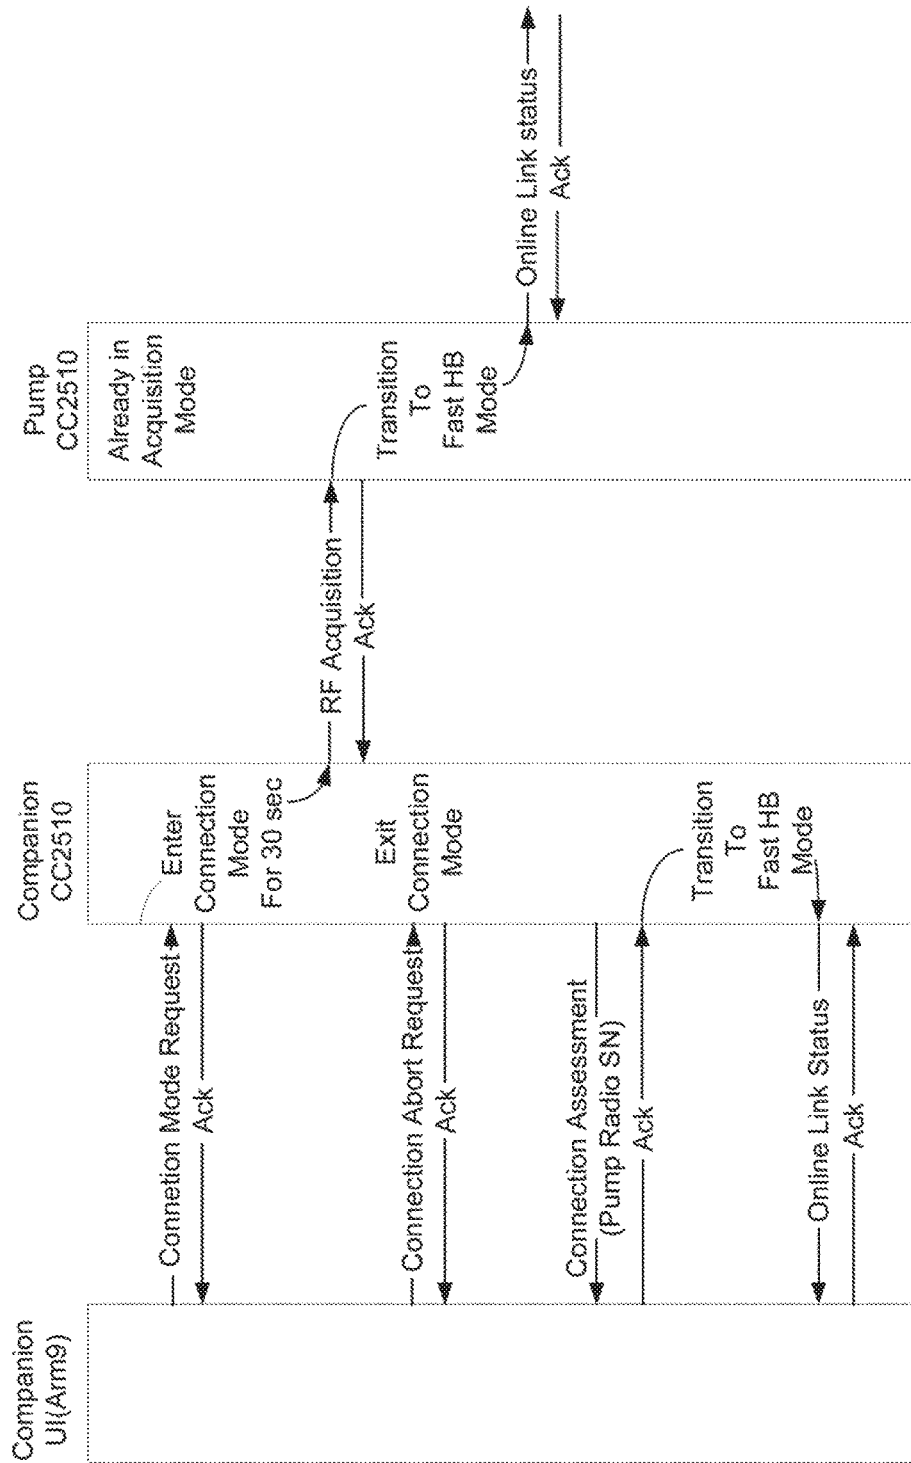 Companion
UI(Arm9)
Companion
CC2510
Pump
CC2510
Connetion Mode Request
Ack
Enter
Connection
Mode
For 30 sec
Already in
Acquisition
Mode
RF Acquisition
Ack
Connection Abort Request
Ack
Exit
Connection
Mode
Transition
To
Fast HB
Mode
Online Link status
Ack
Connection Assessment
(Pump Radio SN)
Ack
Transition
To
Fast HB
Mode
Online Link Status
Ack